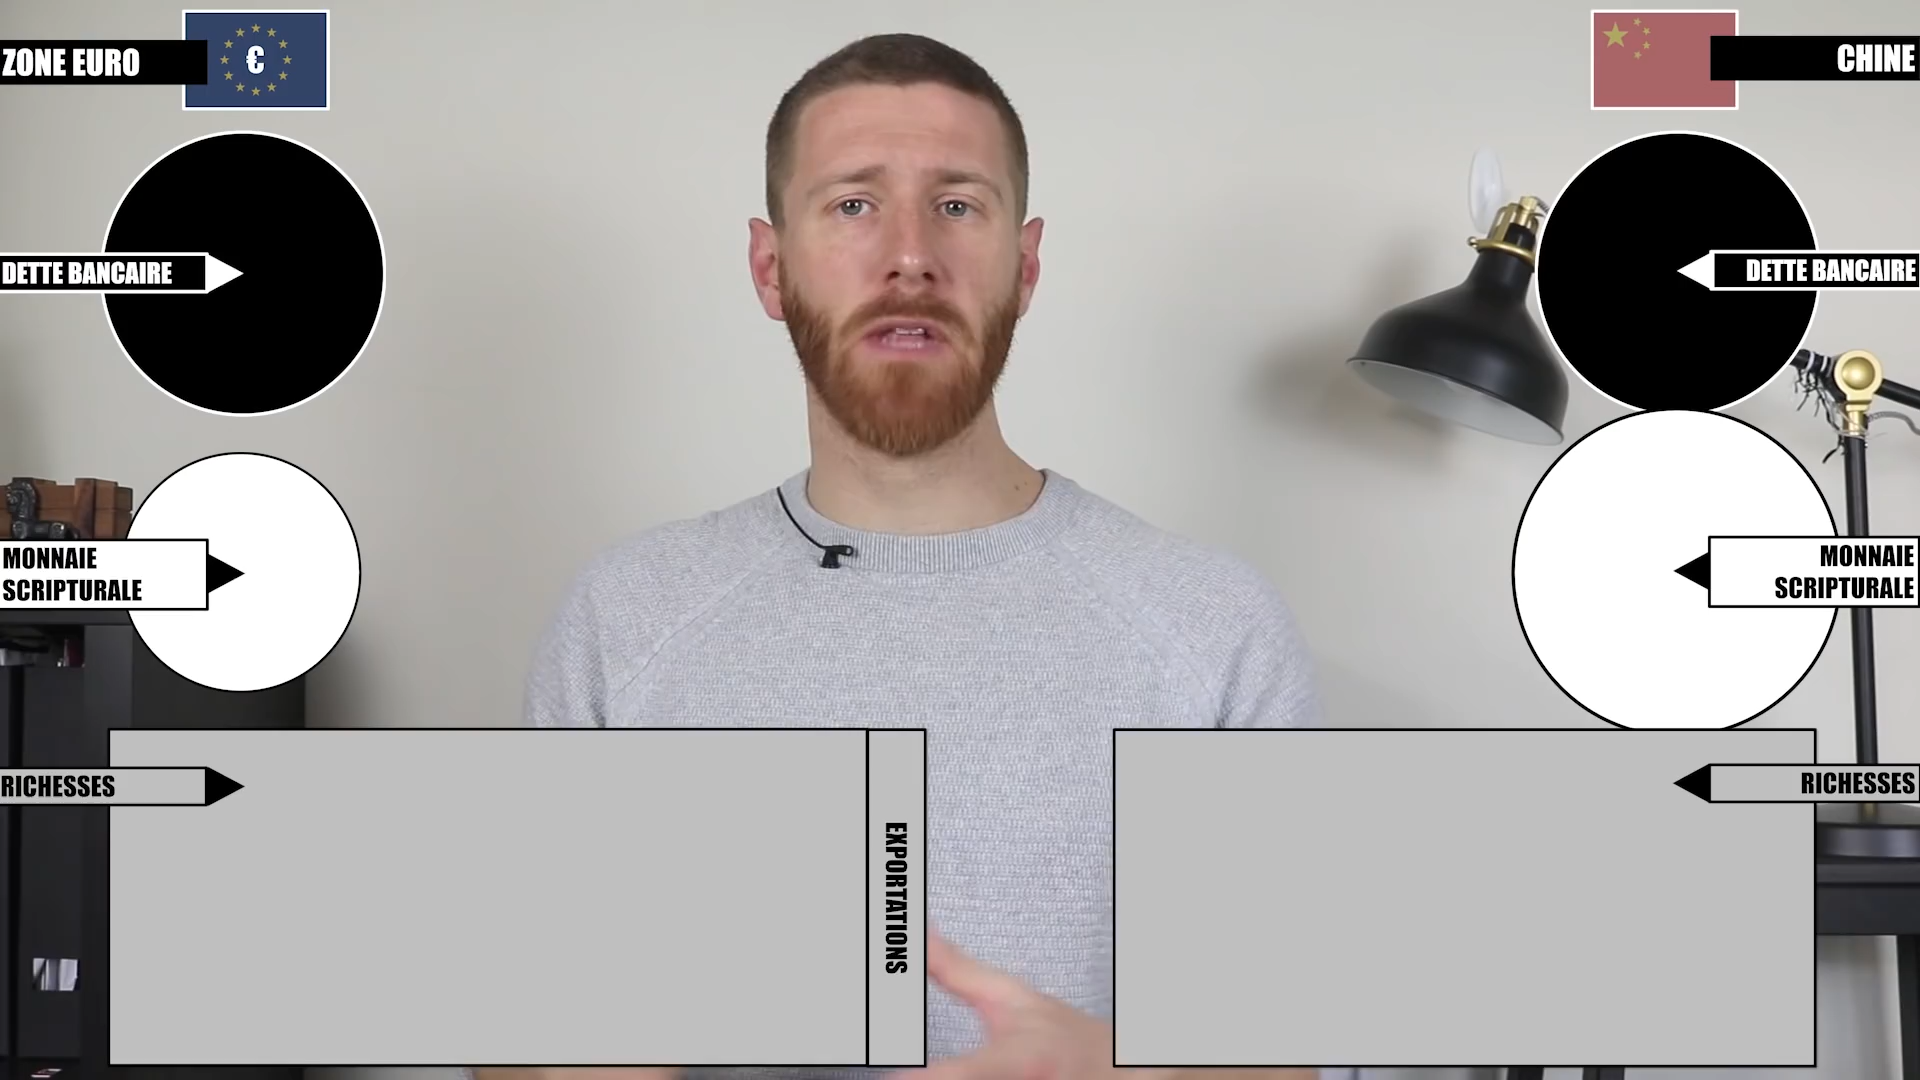 ZONE EURO
€
CHINE
DETTE BANCAIRE
DETTE BANCAIRE
MONNAIE
SCRIPTURALE
MONNAIE
SCRIPTURALE
RICHESSES
RICHESSES
EXPORTATIONS